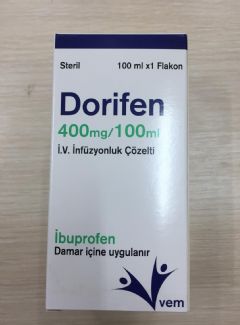 Steril 100 ml x1 Flakon
Dorifen
400mg/100ml
İ.V. İnfüzyonluk Çözelti
İbuprofen
Damar içine uygulanır
vem